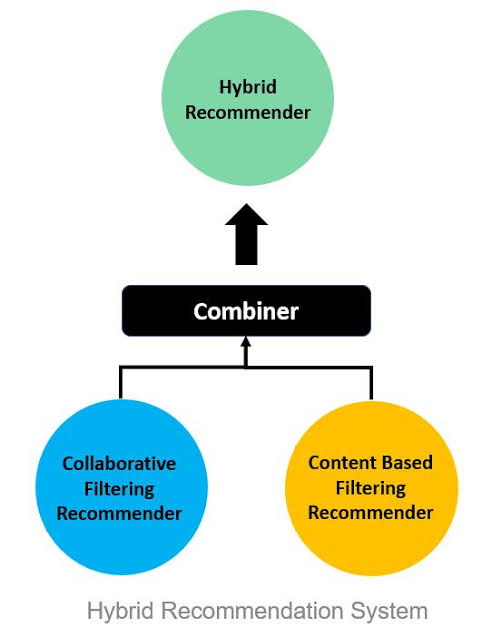 Hybrid
Recommender
Combiner
Collaborative
Filtering
Recommender
Content Based
Filtering
Recommender
Hybrid Recommendation System